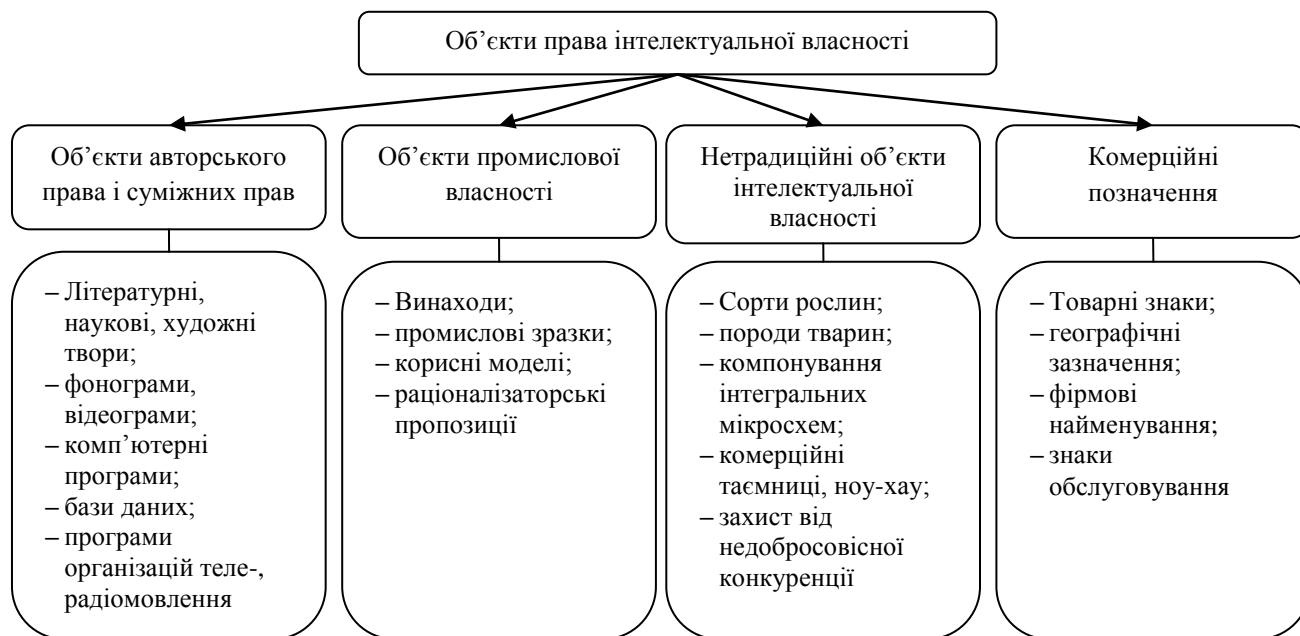 Об’єкти права інтелектуальної власності
Об’єкти авторського
права і суміжних прав
Об’єкти промислової
власності
Нетрадиційні об’єкти
інтелектуальної
власності
Комерційні
позначення
– Літературні,
наукові, художні
твори;
– фонограми,
відеограми;
– комп’ютерні
програми;
– бази даних;
– програми
організацій теле-,
радіомовлення
– Винаходи;
– промислові зразки;
– корисні моделі;
– раціоналізаторські
пропозиції
– Сорти рослин;
– породи тварин;
– компонування
інтегральних
мікросхем;
– комерційні
таємниці, ноу-хау;
– захист від
недобросовісної
конкуренції
– Товарні знаки;
– географічні
зазначення;
– фірмові
найменування;
– знаки
обслуговування